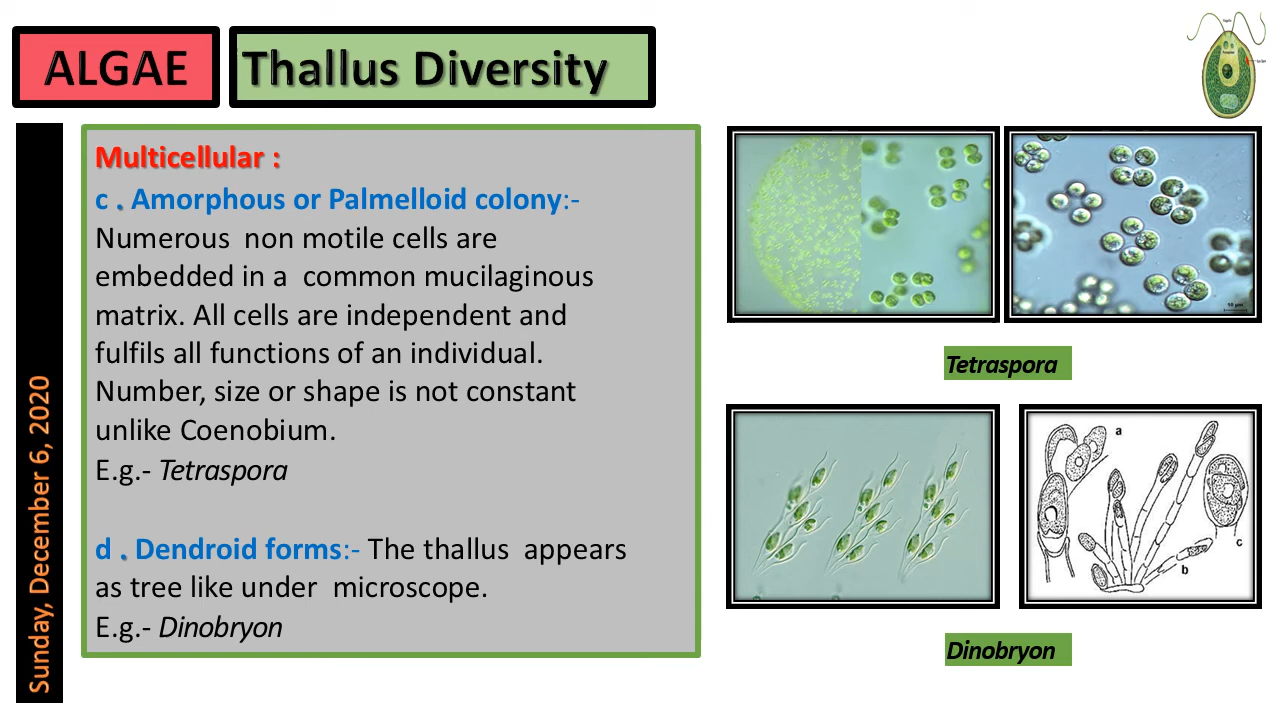 ALGAE
Thallus Diversity
Sunday, December 6, 2020
Multicellular :
c . Amorphous or Palmelloid colony:-
Numerous non motile cells are
embedded in a common mucilaginous
matrix. All cells are independent and
fulfils all functions of an individual.
Number, size or shape is not constant
unlike Coenobium.
E.g.- Tetraspora
d . Dendroid forms:- The thallus appears
as tree like under microscope.
E.g.- Dinobryon
Tetraspora
a
b
c
Dinobryon